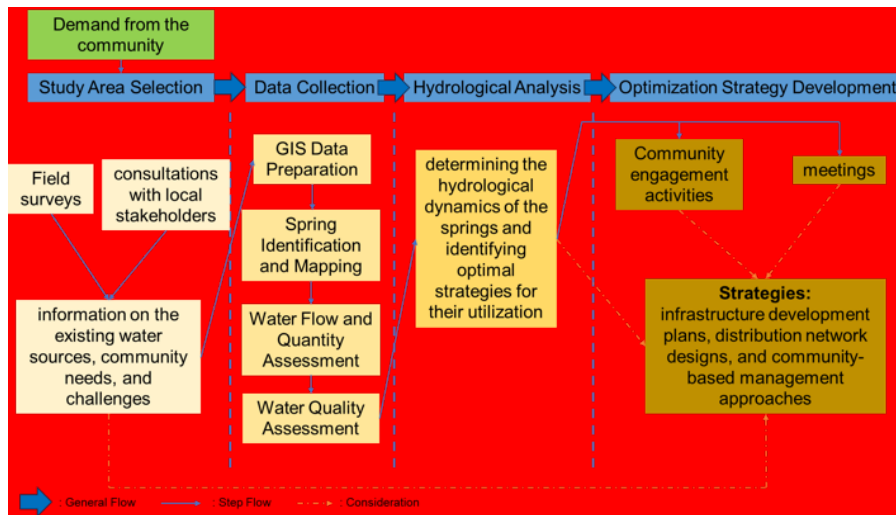 Demand from the
community
Study Area Selection
Data Collection
Hydrological Analysis
Optimization Strategy Development
Field
surveys
consultations
with local
stakeholders
information on the
existing water
sources, community
needs, and
challenges
GIS Data
Preparation
Spring
Identification
and Mapping
Water Flow and
Quantity
Assessment
Water Quality
Assessment
determining the
hydrological
dynamics of the
springs and
identifying
optimal
strategies for
their utilization
Community
engagement
activities
meetings
Strategies:
infrastructure development
plans, distribution network
designs, and community-
based management
approaches
: General Flow
: Step Flow
: Consideration